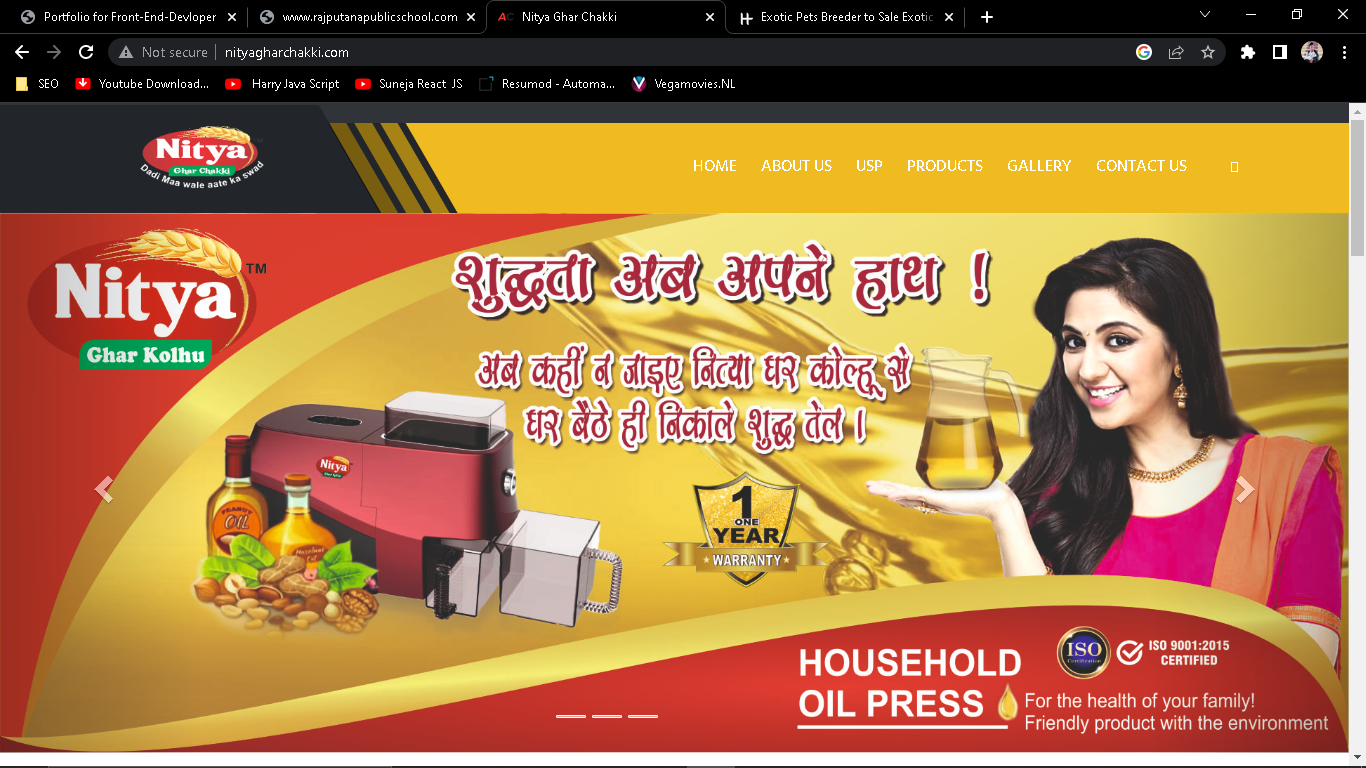 Portfolio for Front-End-Devloper
www.rajputanapublicschool.com
Nitya Ghar Chakki
Exotic Pets Breeder to Sale Exotic
Not secure
nityagharchakki.com
SEO
Youtube Download...
Harry Java Script
Suneja React JS
Resumod - Automa...
Vegamovies.NL
Nitya
Ghar Chakki
Dadi Maa wale aate ka swad
HOME ABOUT US USP PRODUCTS GALLERY CONTACT US
Nitya TM
Ghar Kolhu
शुद्धता अब अपने हाथ !
अब कहीं न जाइए नित्या घर कोल्हू से
घर बैठे ही निकाले शुद्ध तेल ।
Nitya
PEANUT
OIL
1
ONE
YEAR
WARRANTY
HOUSEHOLD
OIL PRESS
ISO
Certification
ISO 9001:2015
CERTIFIED
For the health of your family!
Friendly product with the environment